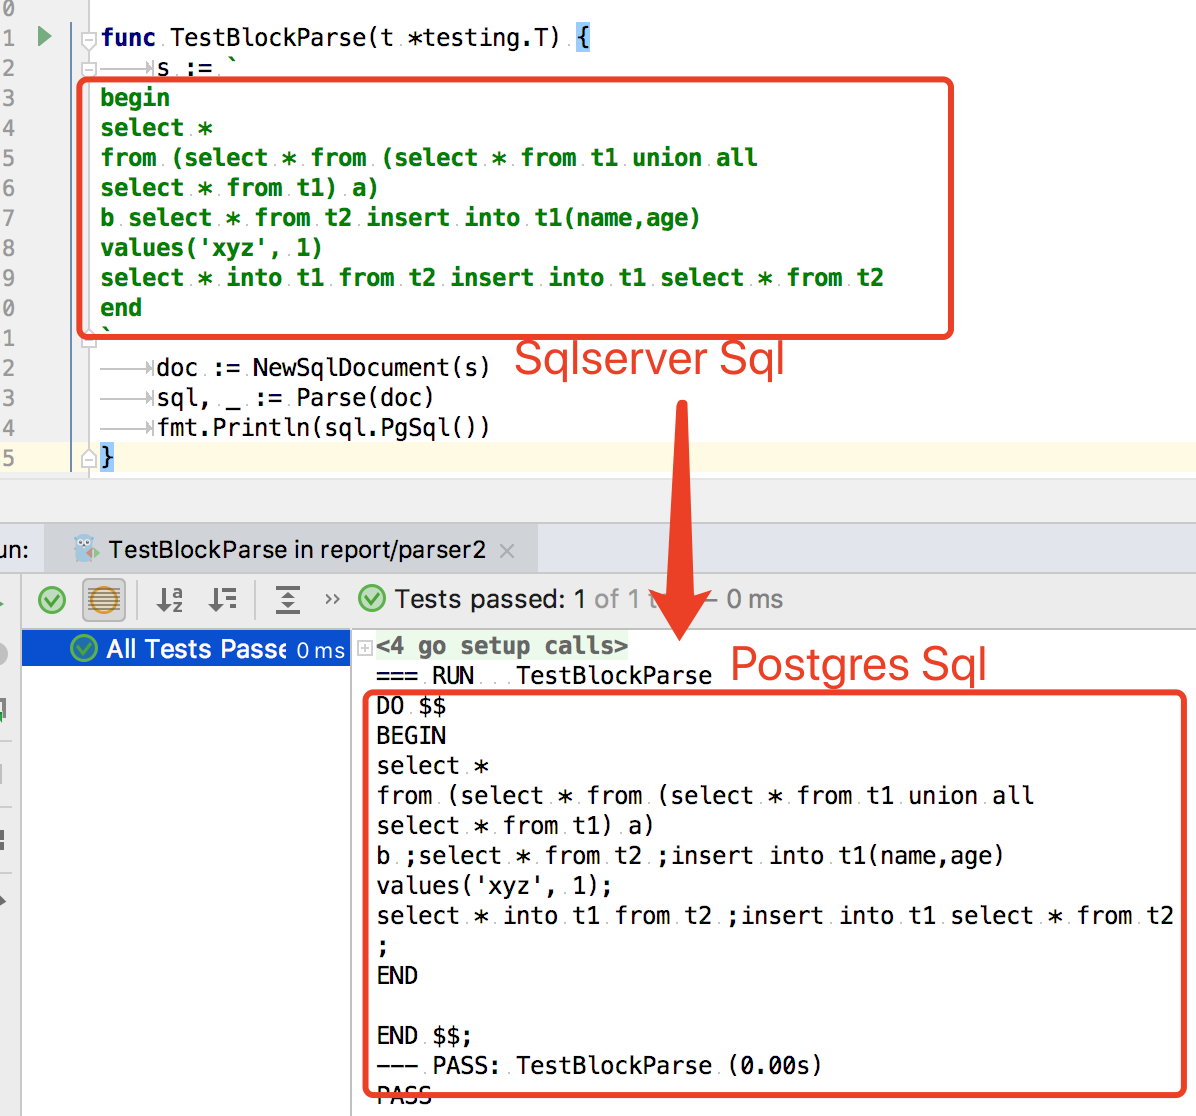 0
1 func TestBlockParse(t *testing.T) {
2 s := `
3 begin
4 select *
5 from (select * from (select * from t1 union all
6 select * from t1) a)
7 b select * from t2 insert into t1(name,age)
8 values('xyz', 1)
9 select * into t1 from t2 insert into t1 select * from t2
0 end
1 `
2 doc := NewSqlDocument(s)
Sqlserver Sql
3 sql, _ := Parse(doc)
4 fmt.Println(sql.PgSql())
5 }
un: TestBlockParse in report/parser2
Tests passed: 1 of 1 t – 0 ms
All Tests Passe 0 ms
<4 go setup calls>
=== RUN TestBlockParse
Postgres Sql
DO $$
BEGIN
select *
from (select * from (select * from t1 union all
select * from t1) a)
b ;select * from t2 ;insert into t1(name,age)
values('xyz', 1);
select * into t1 from t2 ;insert into t1 select * from t2
;
END
END $$;
--- PASS: TestBlockParse (0.00s)
PASS